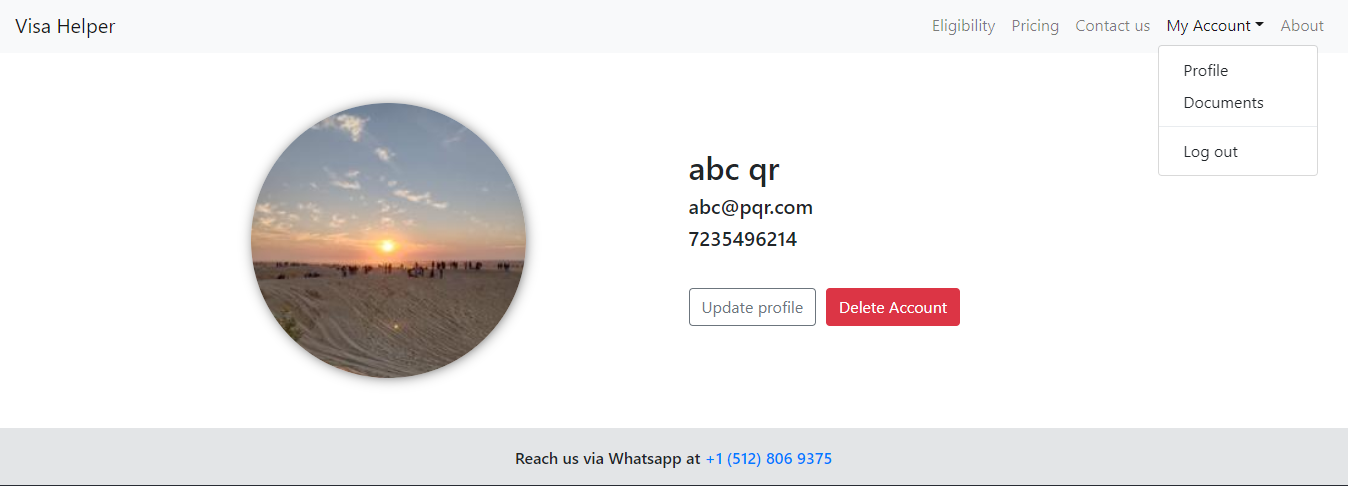 Visa Helper
Eligibility Pricing Contact us My Account About
Profile
Documents
Log out
abc qr
abc@pqr.com
7235496214
Update profile Delete Account
Reach us via Whatsapp at +1 (512) 806 9375